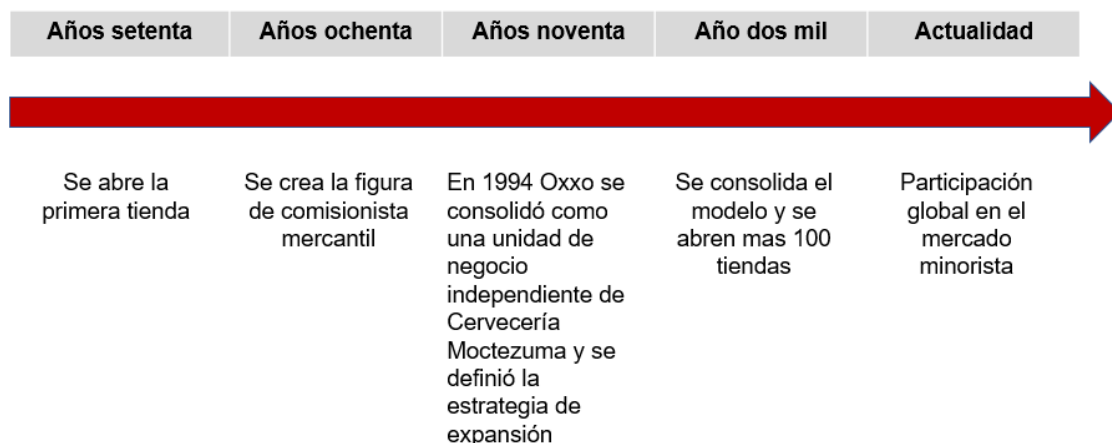 Años setenta
Años ochenta
Años noventa
Año dos mil
Actualidad
Se abre la
primera tienda
Se crea la figura
de comisionista
mercantil
En 1994 Oxxo se
consolidó como
una unidad de
negocio
independiente de
Cervecería
Moctezuma y se
definió la
estrategia de
expansión
Se consolida el
modelo y se
abren mas 100
tiendas
Participación
global en el
mercado
minorista